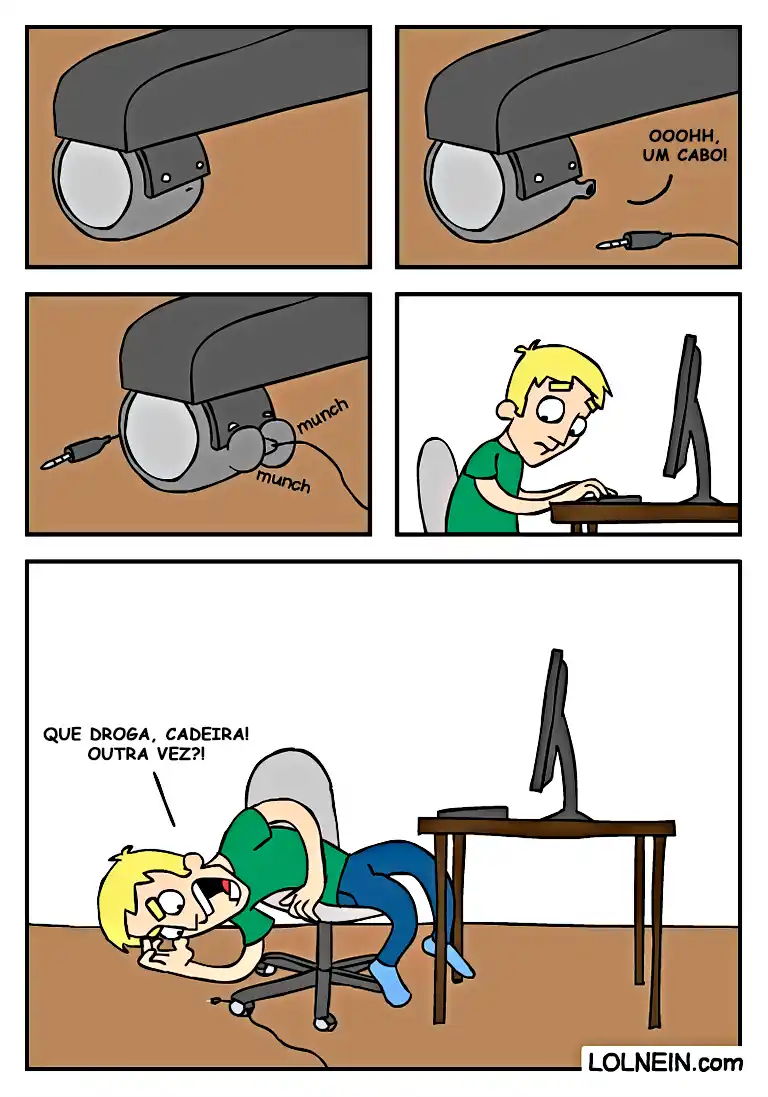 OOOHH,
UM CABO!
munch
munch
QUE DROGA, CADEIRA!
OUTRA VEZ?!
LOLNEIN.com